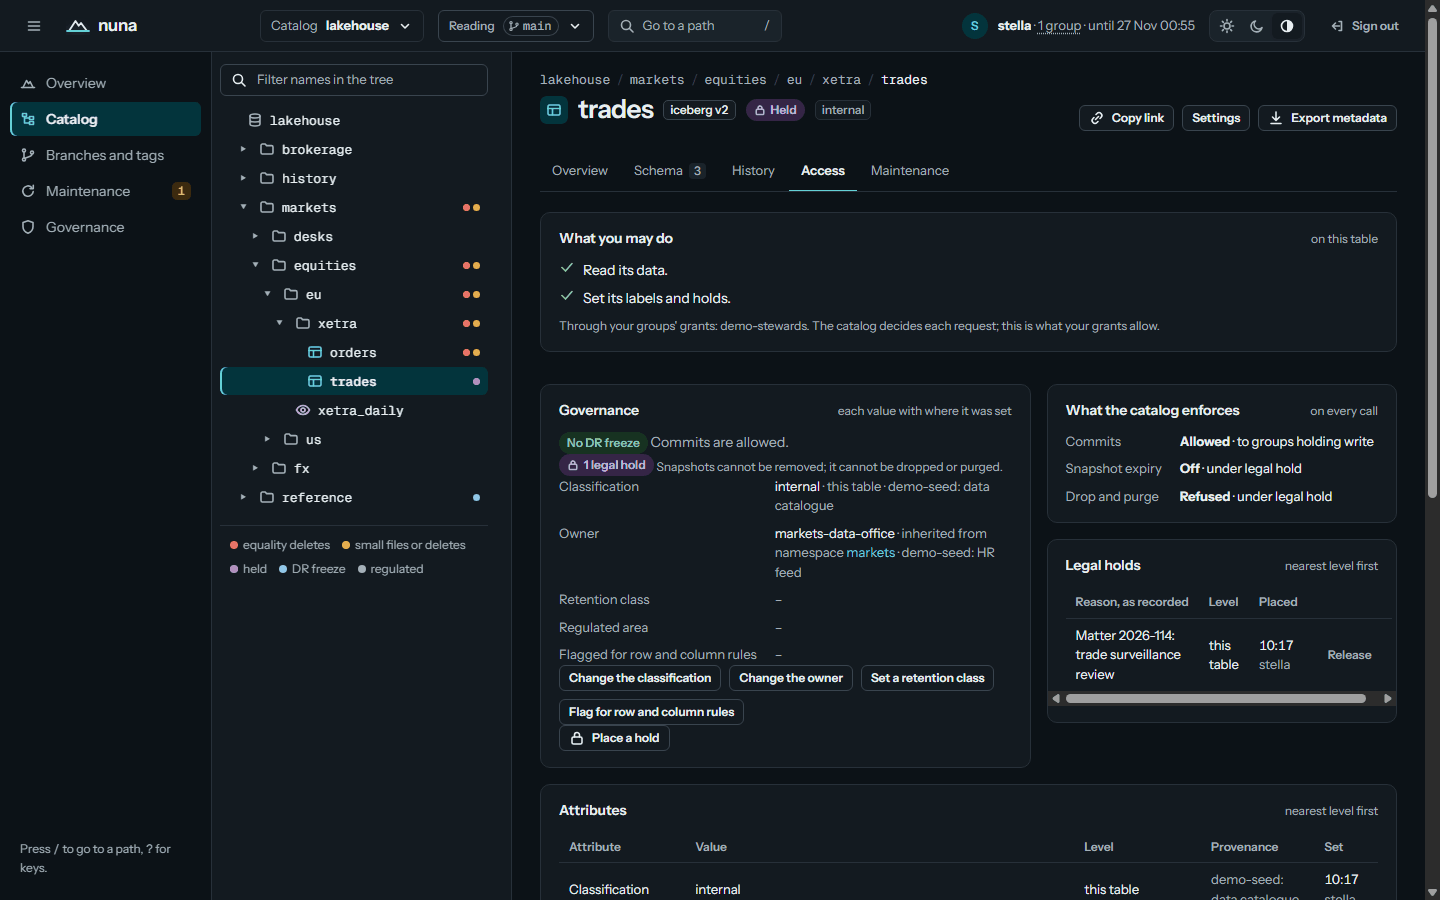 nuna
Catalog lakehouse
Reading main
Go to a path /
S stella · 1 group · until 27 Nov 00:55
Sign out
Overview
Catalog
Branches and tags
Maintenance 1
Governance
Press / to go to a path, ? for
keys.
Filter names in the tree
lakehouse
brokerage
history
markets
desks
equities
eu
xetra
orders
trades
xetra_daily
us
fx
reference
equality deletes small files or deletes
held DR freeze regulated
lakehouse / markets / equities / eu / xetra / trades
trades iceberg v2 Held internal
Copy link Settings Export metadata
Overview Schema 3 History Access Maintenance
What you may do on this table
Read its data.
Set its labels and holds.
Through your groups' grants: demo-stewards. The catalog decides each request; this is what your grants allow.
Governance each value with where it was set
No DR freeze Commits are allowed.
1 legal hold Snapshots cannot be removed; it cannot be dropped or purged.
Classification internal · this table · demo-seed: data
catalogue
Owner markets-data-office · inherited from
namespace markets · demo-seed: HR
feed
Retention class –
Regulated area –
Flagged for row and column rules –
Change the classification Change the owner Set a retention class
Flag for row and column rules
Place a hold
What the catalog enforces on every call
Commits Allowed · to groups holding write
Snapshot expiry Off · under legal hold
Drop and purge Refused · under legal hold
Legal holds nearest level first
Reason, as recorded Level Placed
Matter 2026-114:
trade surveillance
review
this
table
10:17
stella
Release
Attributes nearest level first
Attribute Value Level Provenance Set
Classification internal this table demo-seed: 10:17
data catalogue stella